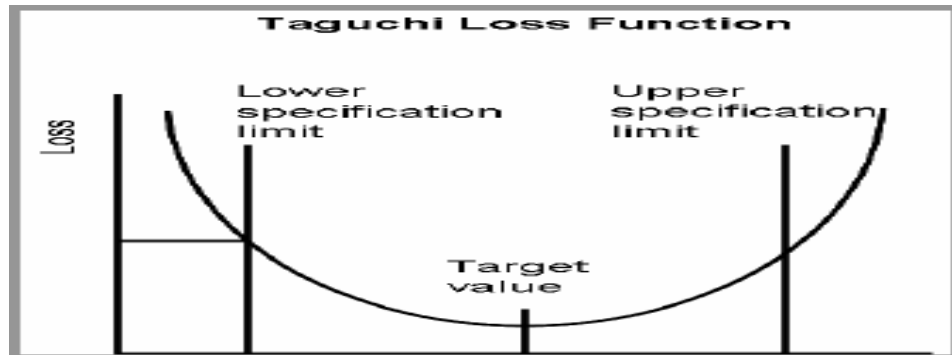 Taguchi Loss Function
Lower
specification
limit
Upper
specification
limit
Loss
Target
value